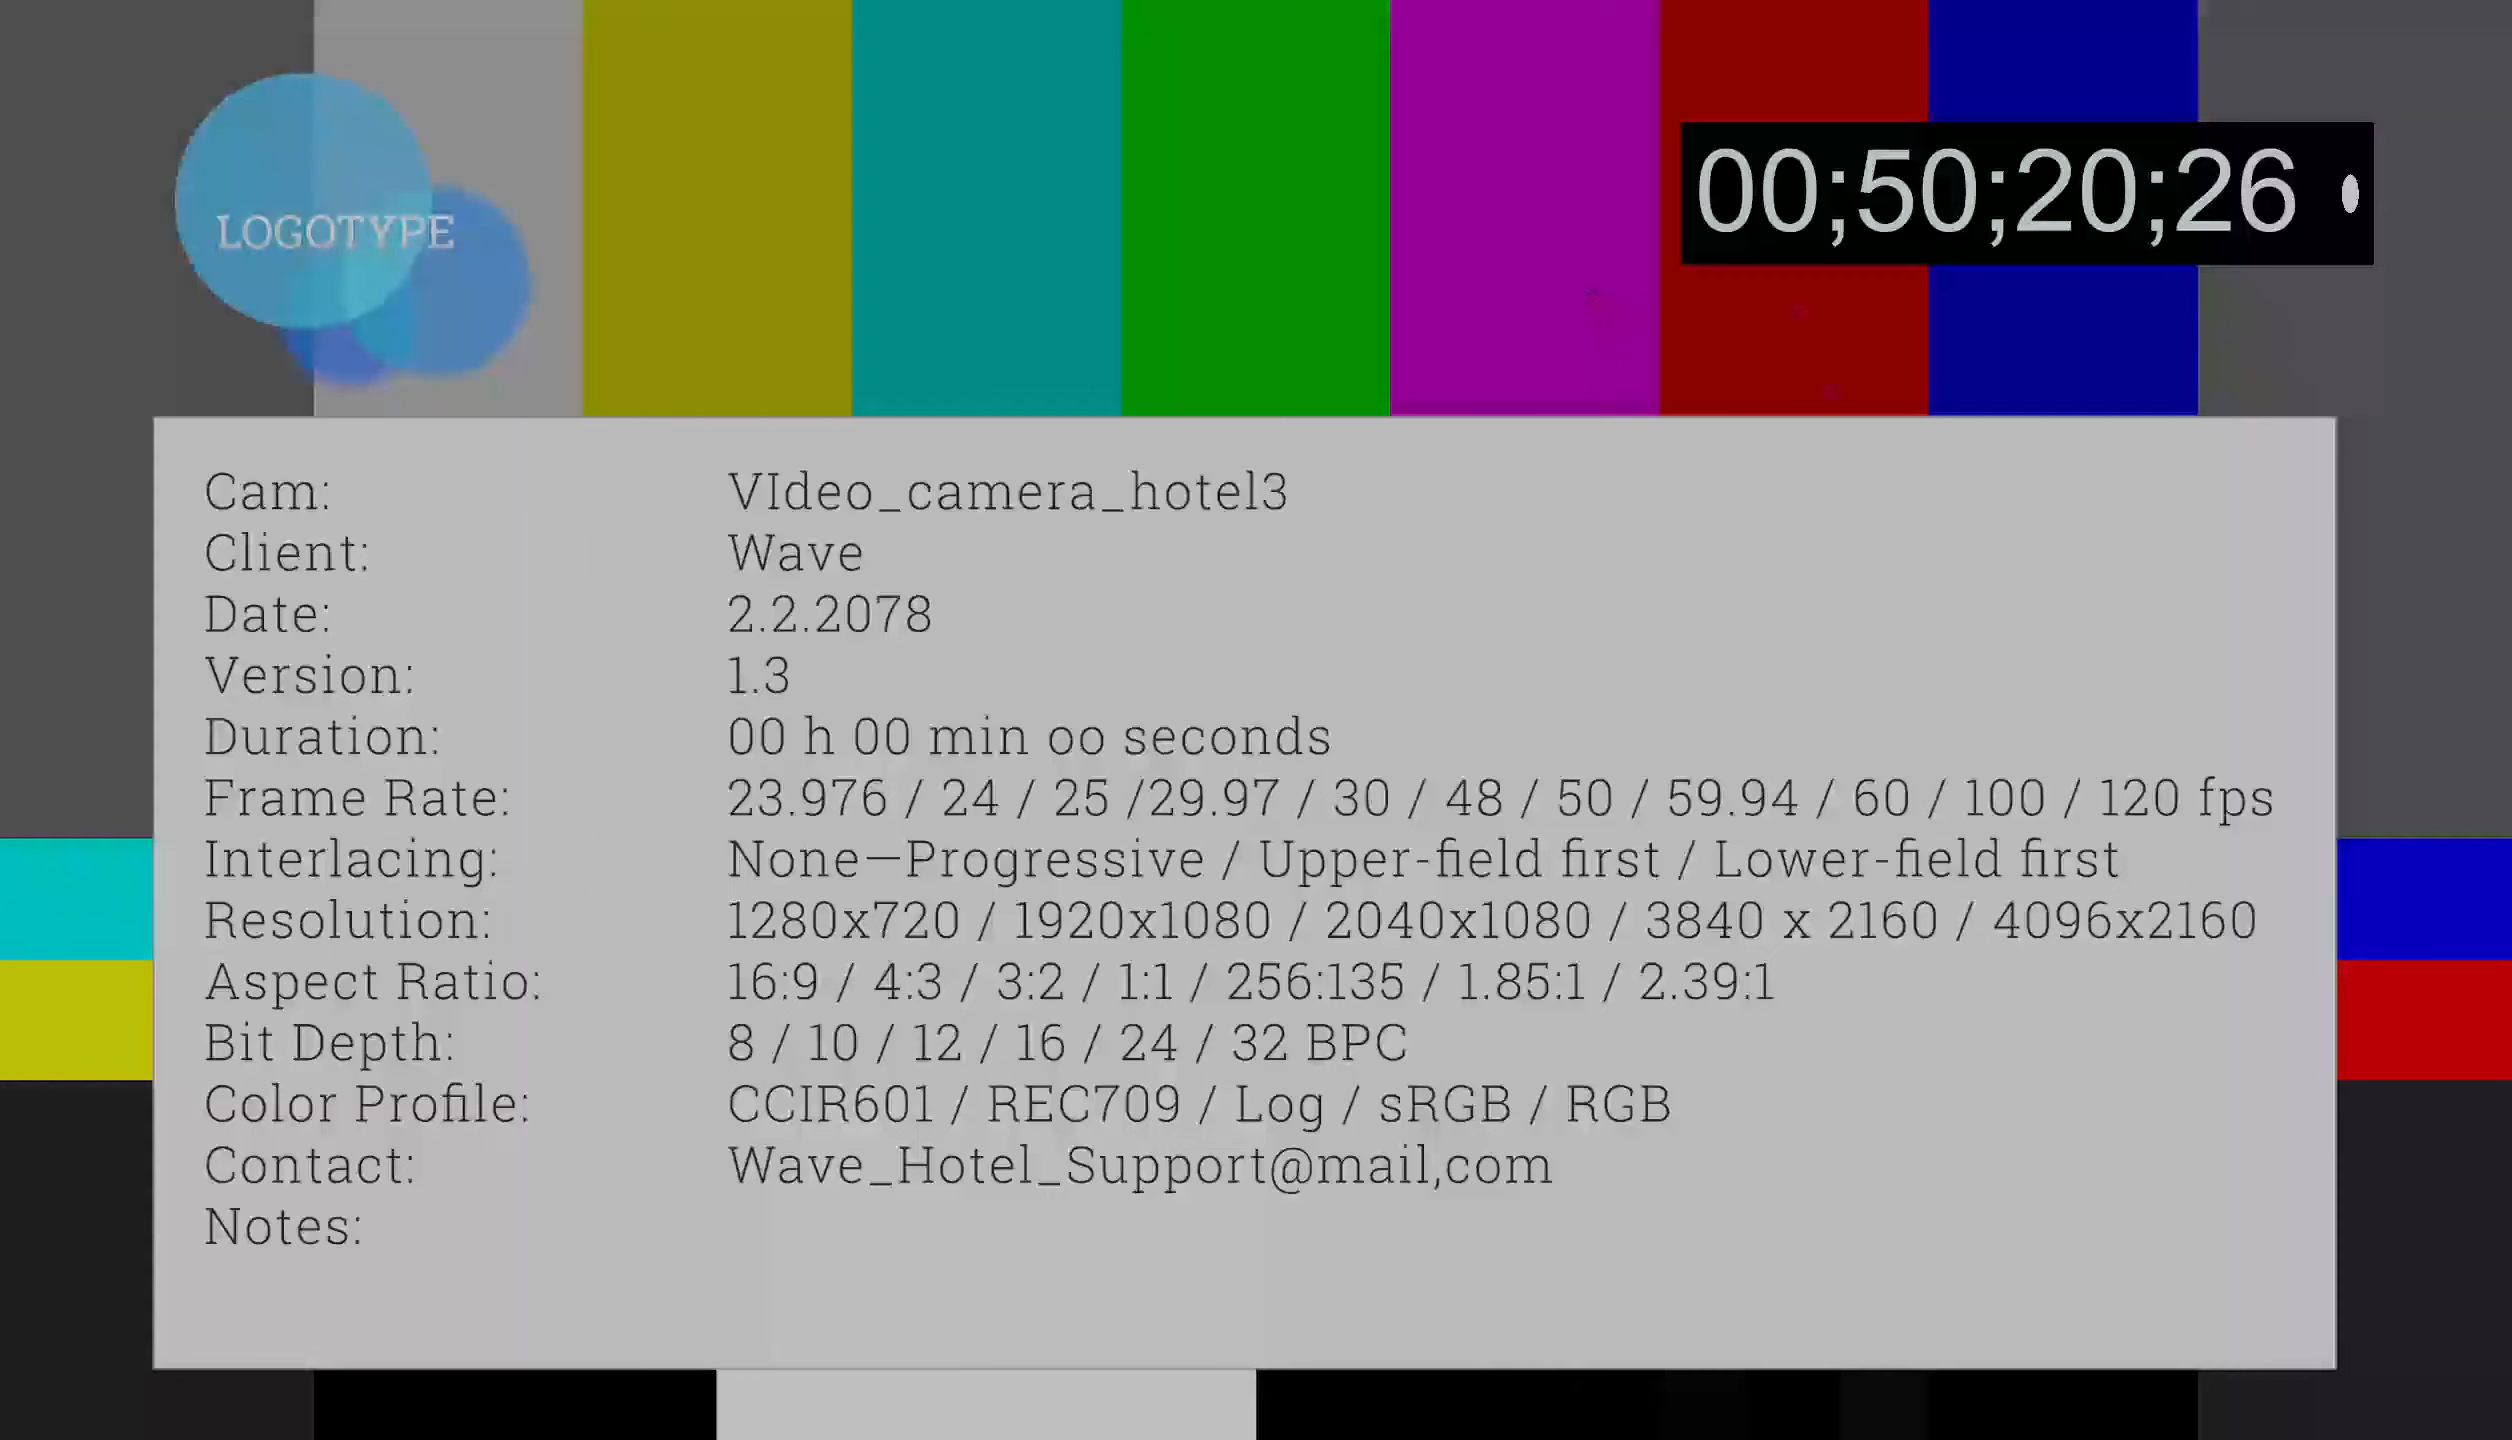 LOGOTYPE
00;50;20;26
Cam: VIdeo_camera_hotel3
Client: Wave
Date: 2.2.2078
Version: 1.3
Duration: 00 h 00 min oo seconds
Frame Rate: 23.976 / 24 / 25 /29.97 / 30 / 48 / 50 / 59.94 / 60 / 100 / 120 fps
Interlacing: None—Progressive / Upper-field first / Lower-field first
Resolution: 1280x720 / 1920x1080 / 2040x1080 / 3840 x 2160 / 4096x2160
Aspect Ratio: 16:9 / 4:3 / 3:2 / 1:1 / 256:135 / 1.85:1 / 2.39:1
Bit Depth: 8 / 10 / 12 / 16 / 24 / 32 BPC
Color Profile: CCIR601 / REC709 / Log / sRGB / RGB
Contact: Wave_Hotel_Support@mail,com
Notes: